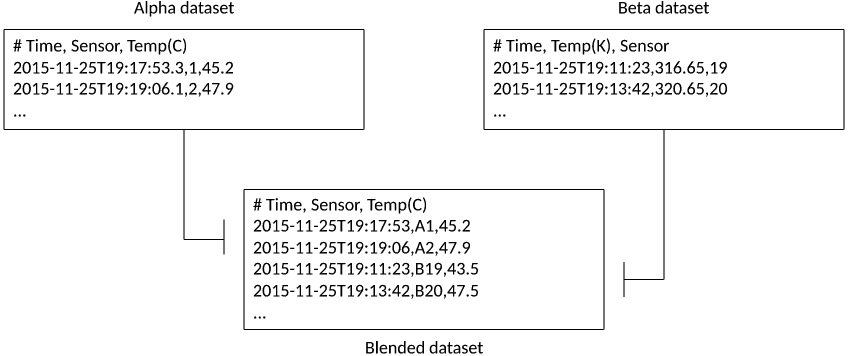 Alpha dataset
# Time, Sensor, Temp(C)
2015-11-25T19:17:53.3,1,45.2
2015-11-25T19:19:06.1,2,47.9
...
Beta dataset
# Time, Temp(K), Sensor
2015-11-25T19:11:23,316.65,19
2015-11-25T19:13:42,320.65,20
...
# Time, Sensor, Temp(C)
2015-11-25T19:17:53,A1,45.2
2015-11-25T19:19:06,A2,47.9
2015-11-25T19:11:23,B19,43.5
2015-11-25T19:13:42,B20,47.5
...
Blended dataset